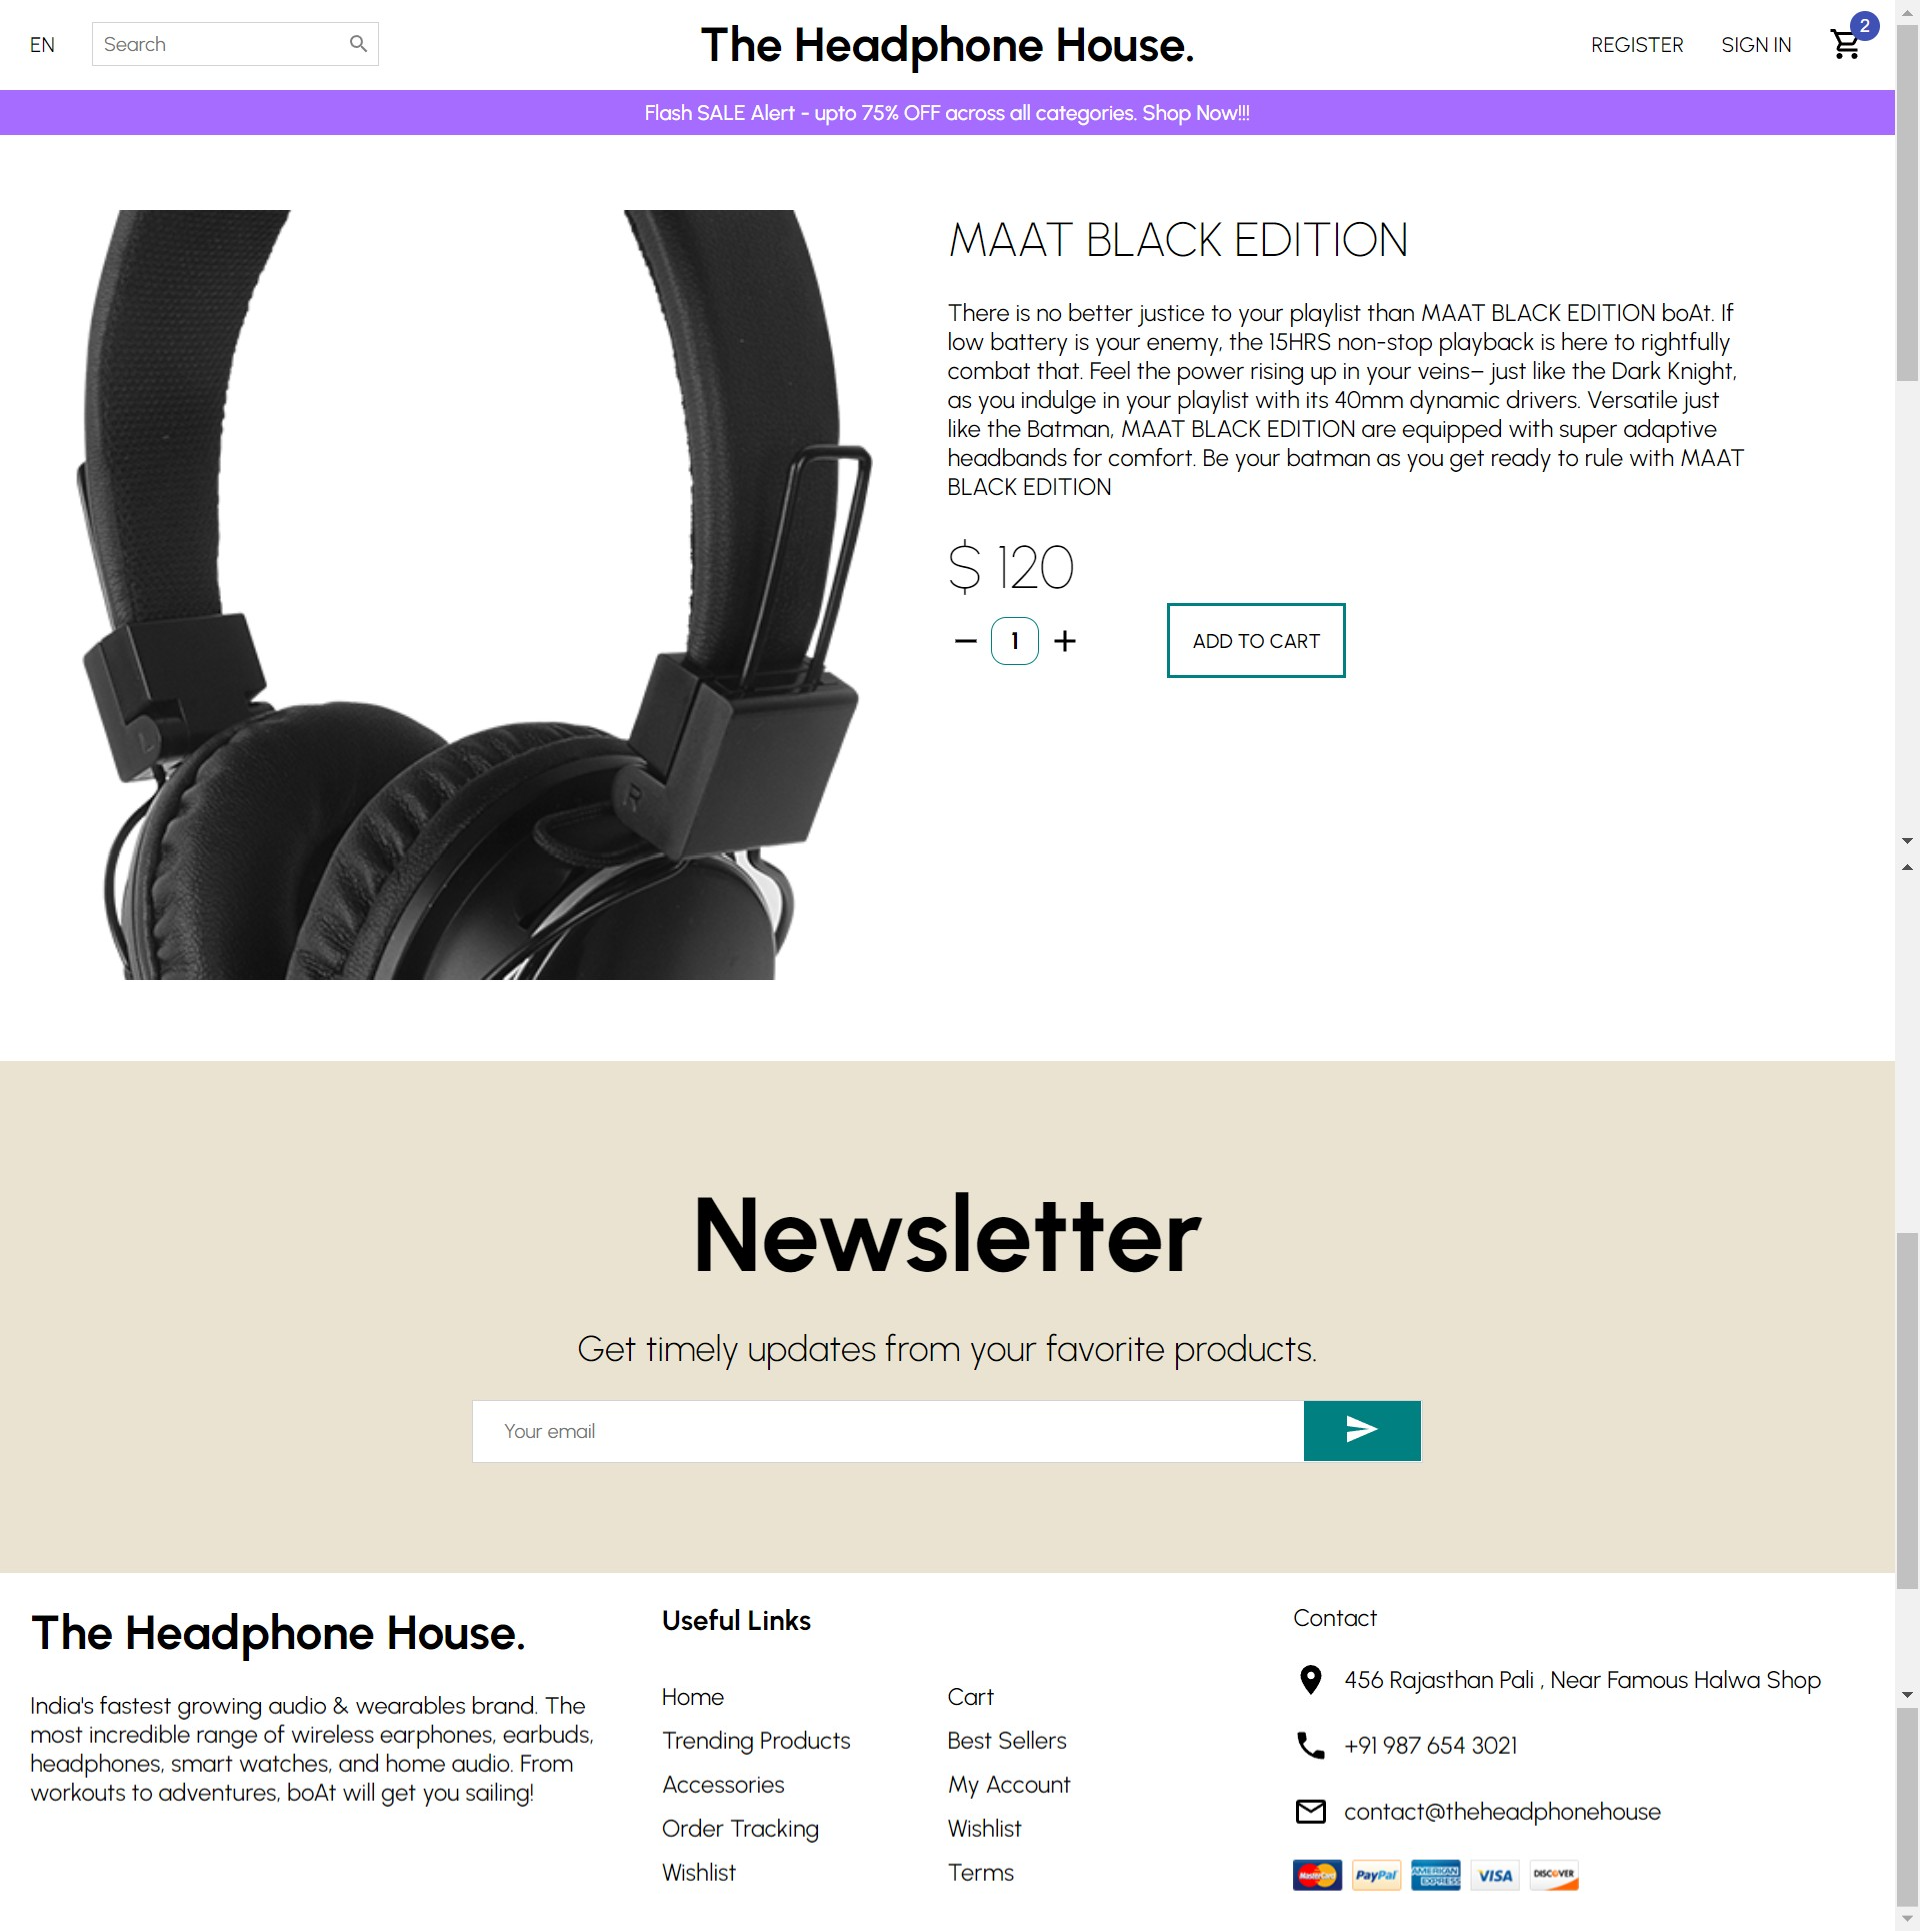 EN
Search
The Headphone House.
REGISTER
SIGN IN
2
Flash SALE Alert - upto 75% OFF across all categories. Shop Now!!!
MAAT BLACK EDITION
There is no better justice to your playlist than MAAT BLACK EDITION boAt. If
low battery is your enemy, the 15HRS non-stop playback is here to rightfully
combat that. Feel the power rising up in your veins– just like the Dark Knight,
as you indulge in your playlist with its 40mm dynamic drivers. Versatile just
like the Batman, MAAT BLACK EDITION are equipped with super adaptive
headbands for comfort. Be your batman as you get ready to rule with MAAT
BLACK EDITION
$ 120
1
ADD TO CART
L
R
Newsletter
Get timely updates from your favorite products.
Your email
The Headphone House.
India's fastest growing audio & wearables brand. The
most incredible range of wireless earphones, earbuds,
headphones, smart watches, and home audio. From
workouts to adventures, boAt will get you sailing!
Useful Links
Home
Cart
Trending Products
Best Sellers
Accessories
My Account
Order Tracking
Wishlist
Wishlist
Terms
Contact
456 Rajasthan Pali , Near Famous Halwa Shop
+91 987 654 3021
contact@theheadphonehouse
MasterCard
PayPal
AMERICAN EXPRESS
VISA
DISCOVER